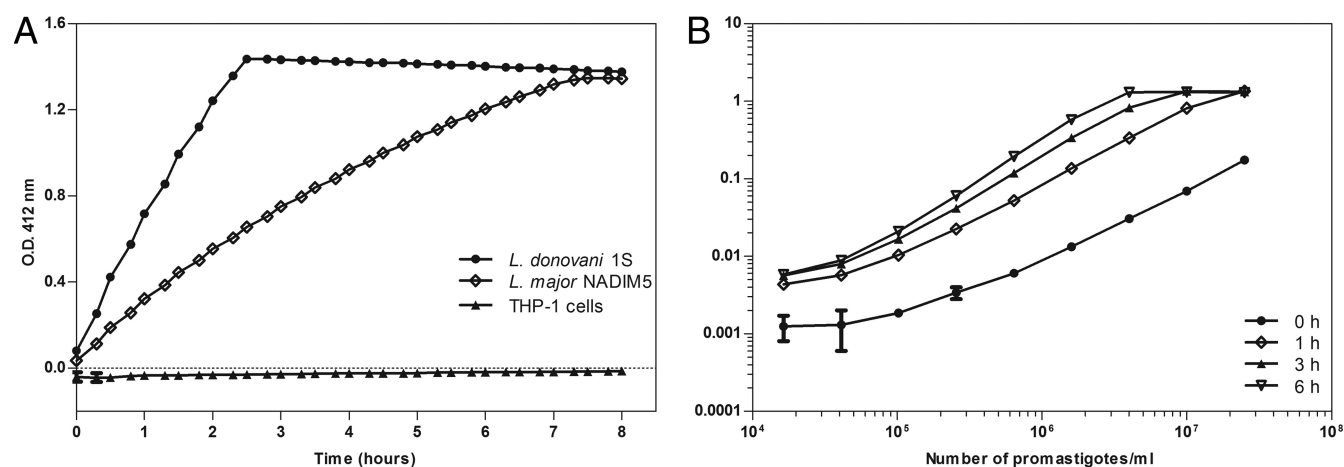 A
1.6
1.2
0.8
0.4
0.0
O.D. 412 nm
0 1 2 3 4 5 6 7 8
Time (hours)
L. donovani 1S
L. major NADIM5
THP-1 cells
B
10
1
0.1
0.01
0.001
0.0001
10⁴ 10⁵ 10⁶ 10⁷ 10⁸
Number of promastigotes/ml
0 h
1 h
3 h
6 h